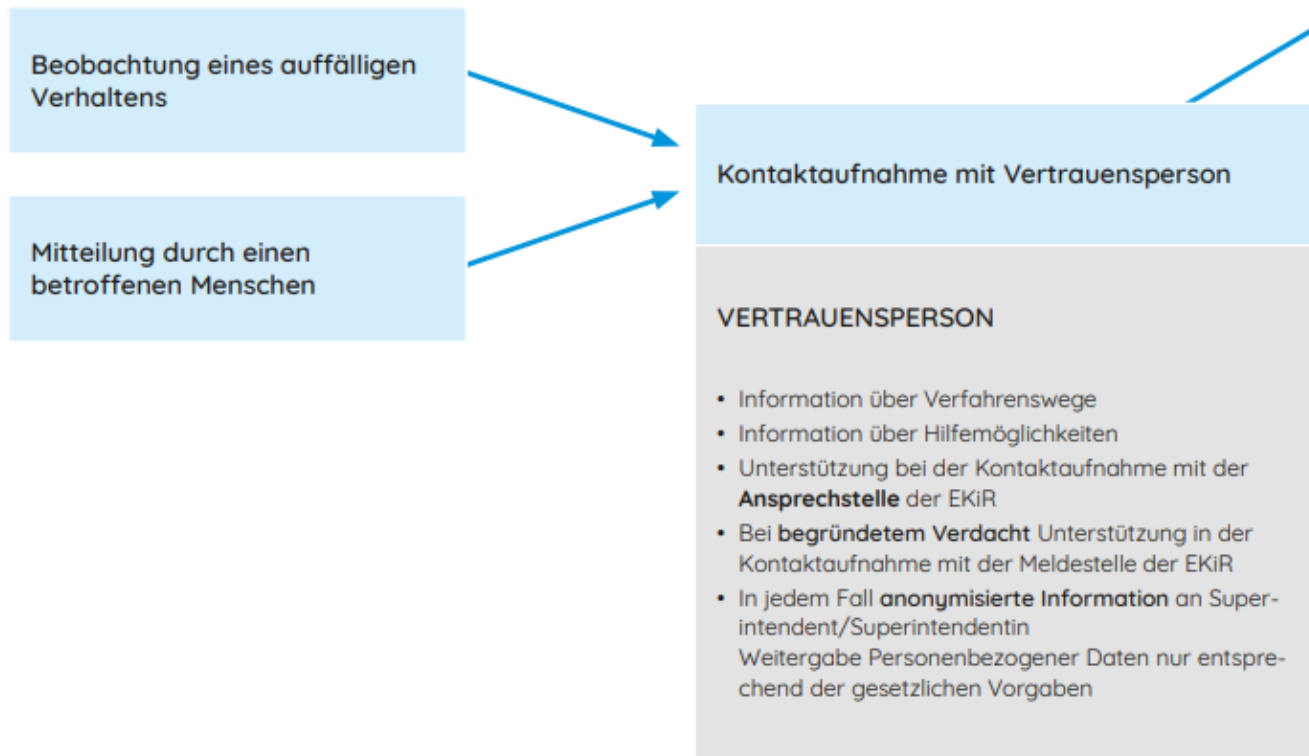 Beobachtung eines auffälligen
Verhaltens
Mitteilung durch einen
betroffenen Menschen
Kontaktaufnahme mit Vertrauensperson
VERTRAUENSPERSON
• Information über Verfahrenswege
• Information über Hilfemöglichkeiten
• Unterstützung bei der Kontaktaufnahme mit der
Ansprechstelle der EKiR
• Bei begründetem Verdacht Unterstützung in der
Kontaktaufnahme mit der Meldestelle der EKiR
• In jedem Fall anonymisierte Information an Super-
intendent/Superintendentin
Weitergabe Personenbezogener Daten nur entspre-
chend der gesetzlichen Vorgaben